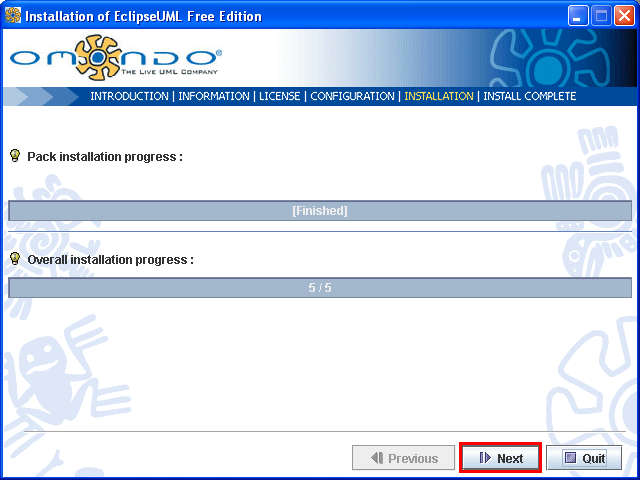 Installation of EclipseUML Free Edition
OMONDO®
THE LIVE UML COMPANY
INTRODUCTION | INFORMATION | LICENSE | CONFIGURATION | INSTALLATION | INSTALL COMPLETE
Pack installation progress :
[Finished]
Overall installation progress :
5 / 5
Previous Next Quit